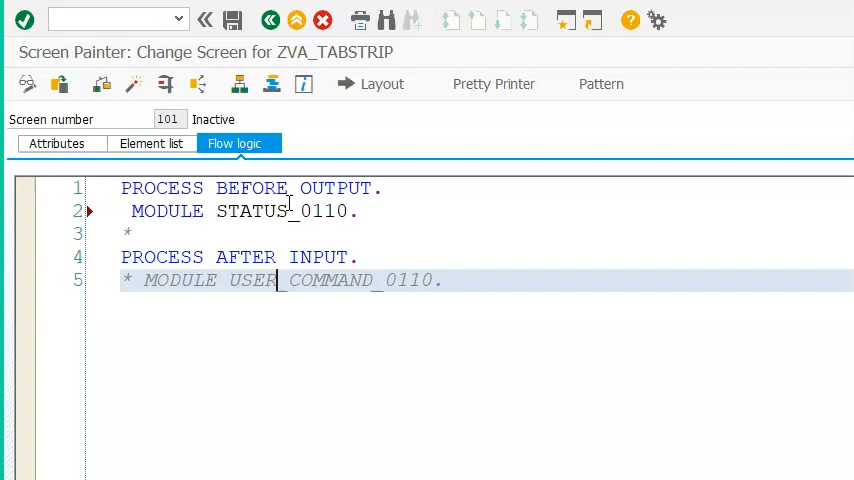 Screen Painter: Change Screen for ZVA_TABSTRIP
Layout Pretty Printer Pattern
Screen number 101 Inactive
Attributes Element list Flow logic
1 PROCESS BEFORE OUTPUT.
2 MODULE STATUS_0110.
3 *
4 PROCESS AFTER INPUT.
5 * MODULE USER_COMMAND_0110.